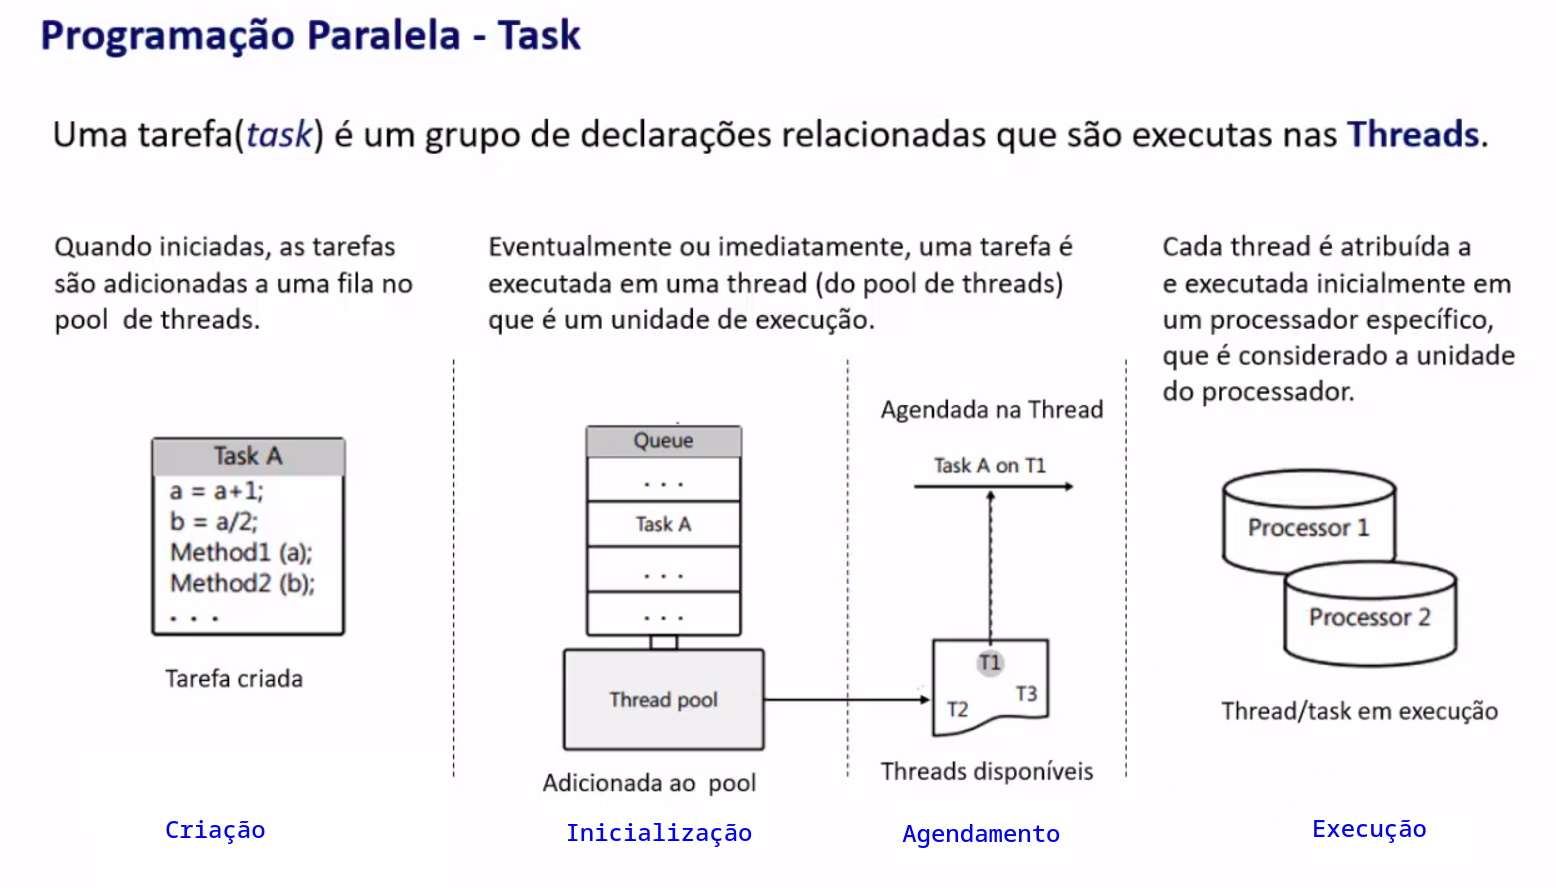 Programação Paralela - Task
Uma tarefa(task) é um grupo de declarações relacionadas que são executas nas Threads.
Quando iniciadas, as tarefas
são adicionadas a uma fila no
pool  de threads.
Eventualmente ou imediatamente, uma tarefa é
executada em uma thread (do pool de threads)
que é um unidade de execução.
Cada thread é atribuída a
e executada inicialmente em
um processador específico,
que é considerado a unidade
do processador.
Task A
a = a+1;
b = a/2;
Method1 (a);
Method2 (b);
. . .
Tarefa criada
Queue
. . .
Task A
. . .
. . .
Thread pool
Adicionada ao  pool
Agendada na Thread
Task A on T1
T1
T3
T2
Threads disponíveis
Processor 1
Processor 2
Thread/task em execução
Criação
Inicialização
Agendamento
Execução